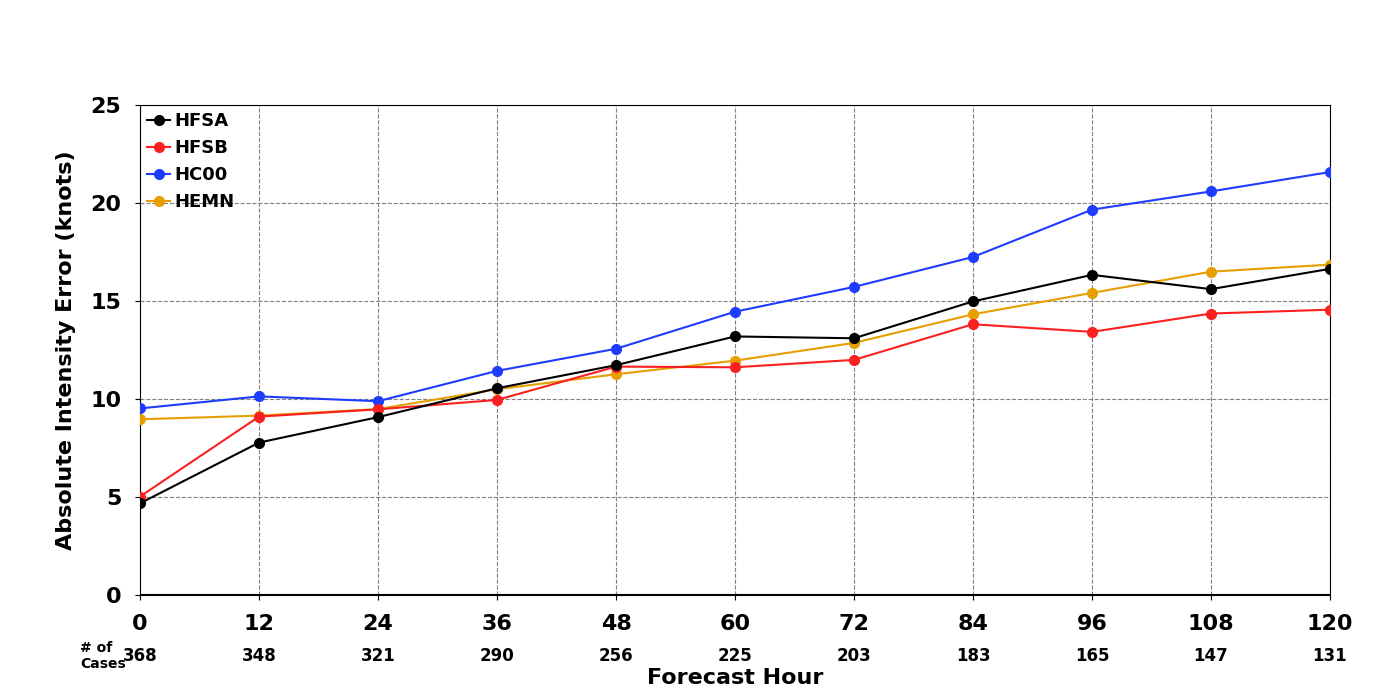 25
20
15
10
5
0
Absolute Intensity Error (knots)
HFSA
HFSB
HC00
HEMN
0 12 24 36 48 60 72 84 96 108 120
# of
Cases
368 348 321 290 256 225 203 183 165 147 131
Forecast Hour